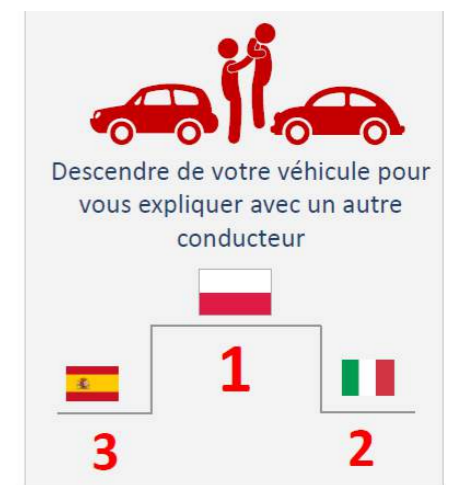 Descendre de votre véhicule pour
vous expliquer avec un autre
conducteur
1
3
2